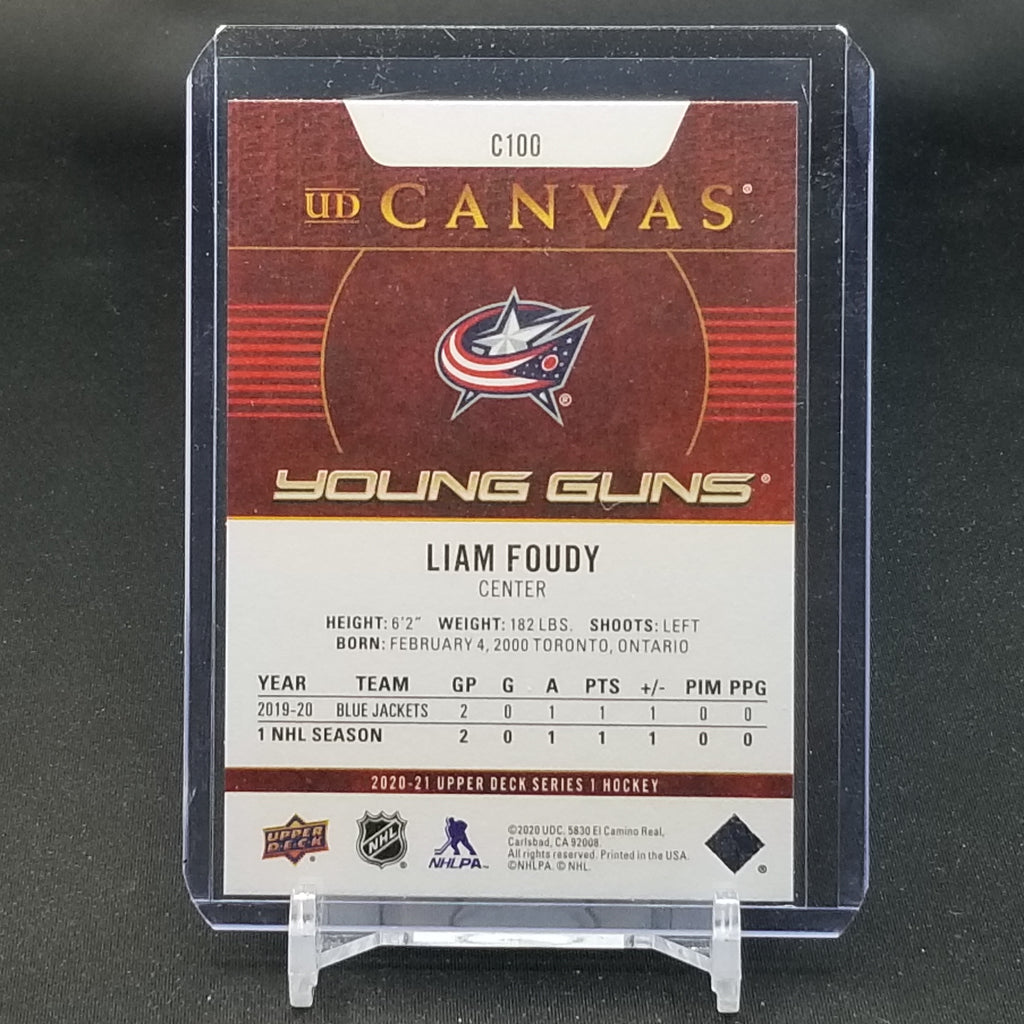 C100
UD CANVAS®
®
YOUNG GUNS®
LIAM FOUDY
CENTER
HEIGHT: 6'2" WEIGHT: 182 LBS. SHOOTS: LEFT
BORN: FEBRUARY 4, 2000 TORONTO, ONTARIO
YEAR TEAM GP G A PTS +/- PIM PPG
2019-20 BLUE JACKETS 2 0 1 1 1 0 0
1 NHL SEASON 2 0 1 1 1 0 0
2020-21 UPPER DECK SERIES 1 HOCKEY
UPPER DECK ®
NHL ®
NHLPA™
©2020 UDC. 5830 El Camino Real,
Carlsbad, CA 92008.
All rights reserved. Printed in the USA.
©NHLPA. © NHL.
®